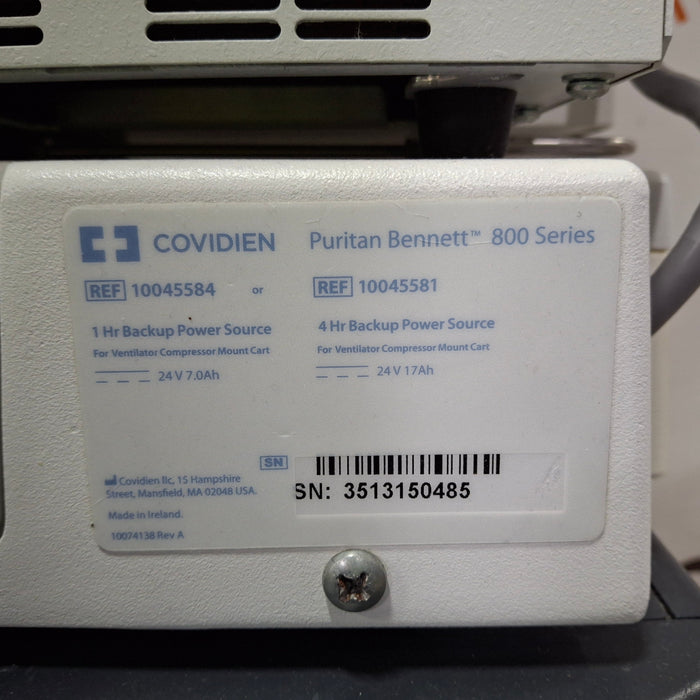 COVIDIEN Puritan Bennett™ 800 Series
REF 10045584 or REF 10045581
1 Hr Backup Power Source
For Ventilator Compressor Mount Cart
24 V 7.0Ah
4 Hr Backup Power Source
For Ventilator Compressor Mount Cart
24 V 17Ah
SN
SN: 3513150485
Covidien llc, 15 Hampshire
Street, Mansfield, MA 02048 USA.
Made in Ireland.
10074138 Rev A